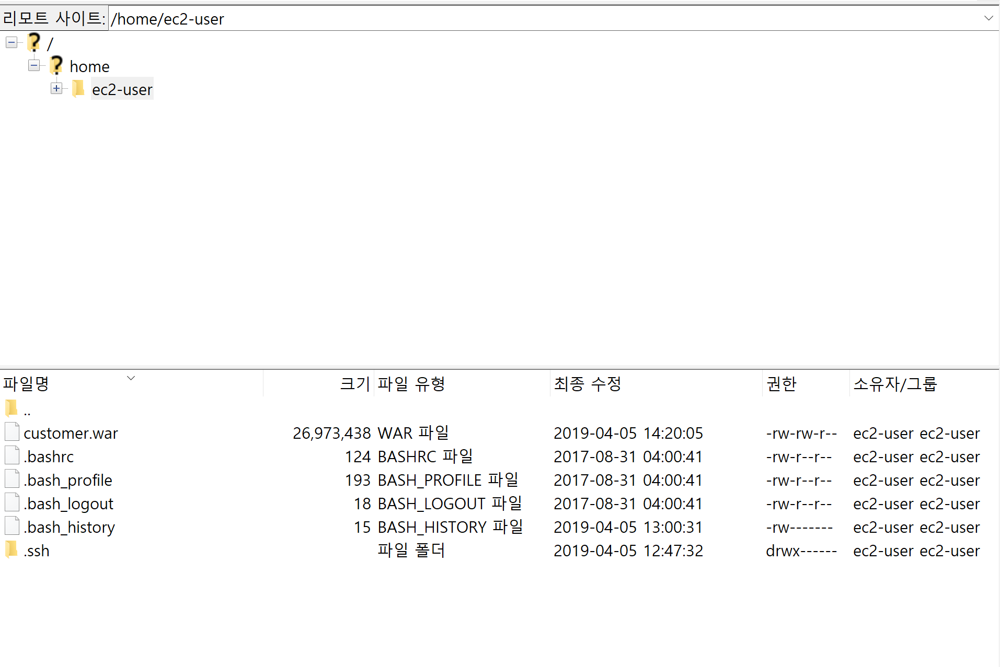 리모트 사이트: /home/ec2-user
/
home
ec2-user
파일명 크기 파일 유형 최종 수정 권한 소유자/그룹
..
customer.war 26,973,438 WAR 파일 2019-04-05 14:20:05 -rw-rw-r-- ec2-user ec2-user
.bashrc 124 BASHRC 파일 2017-08-31 04:00:41 -rw-r--r-- ec2-user ec2-user
.bash_profile 193 BASH_PROFILE 파일 2017-08-31 04:00:41 -rw-r--r-- ec2-user ec2-user
.bash_logout 18 BASH_LOGOUT 파일 2017-08-31 04:00:41 -rw-r--r-- ec2-user ec2-user
.bash_history 15 BASH_HISTORY 파일 2019-04-05 13:00:31 -rw------- ec2-user ec2-user
.ssh 파일 폴더 2019-04-05 12:47:32 drwx------ ec2-user ec2-user